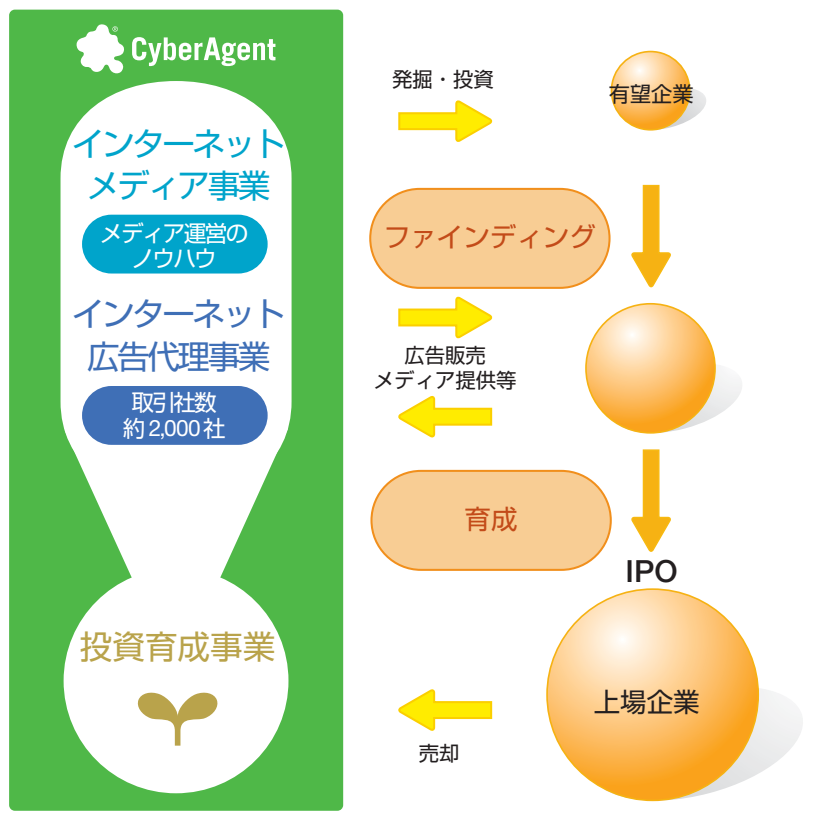 CyberAgent®
インターネット
メディア事業
メディア運営の
ノウハウ
インターネット
広告代理事業
取引社数
約2,000社
投資育成事業
発掘・投資
有望企業
ファインディング
広告販売
メディア提供等
育成
IPO
上場企業
売却